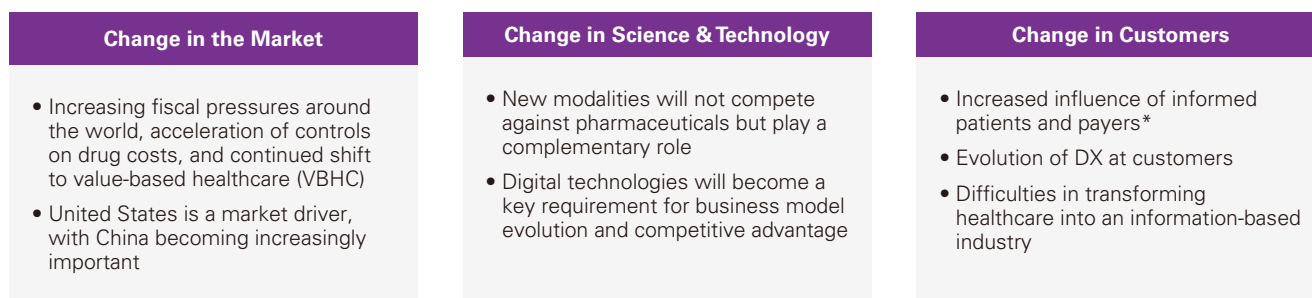 Change in the Market
• Increasing fiscal pressures around
the world, acceleration of controls
on drug costs, and continued shift
to value-based healthcare (VBHC)
• United States is a market driver,
with China becoming increasingly
important
Change in Science & Technology
• New modalities will not compete
against pharmaceuticals but play a
complementary role
• Digital technologies will become a
key requirement for business model
evolution and competitive advantage
Change in Customers
• Increased influence of informed
patients and payers*
• Evolution of DX at customers
• Difficulties in transforming
healthcare into an information-based
industry